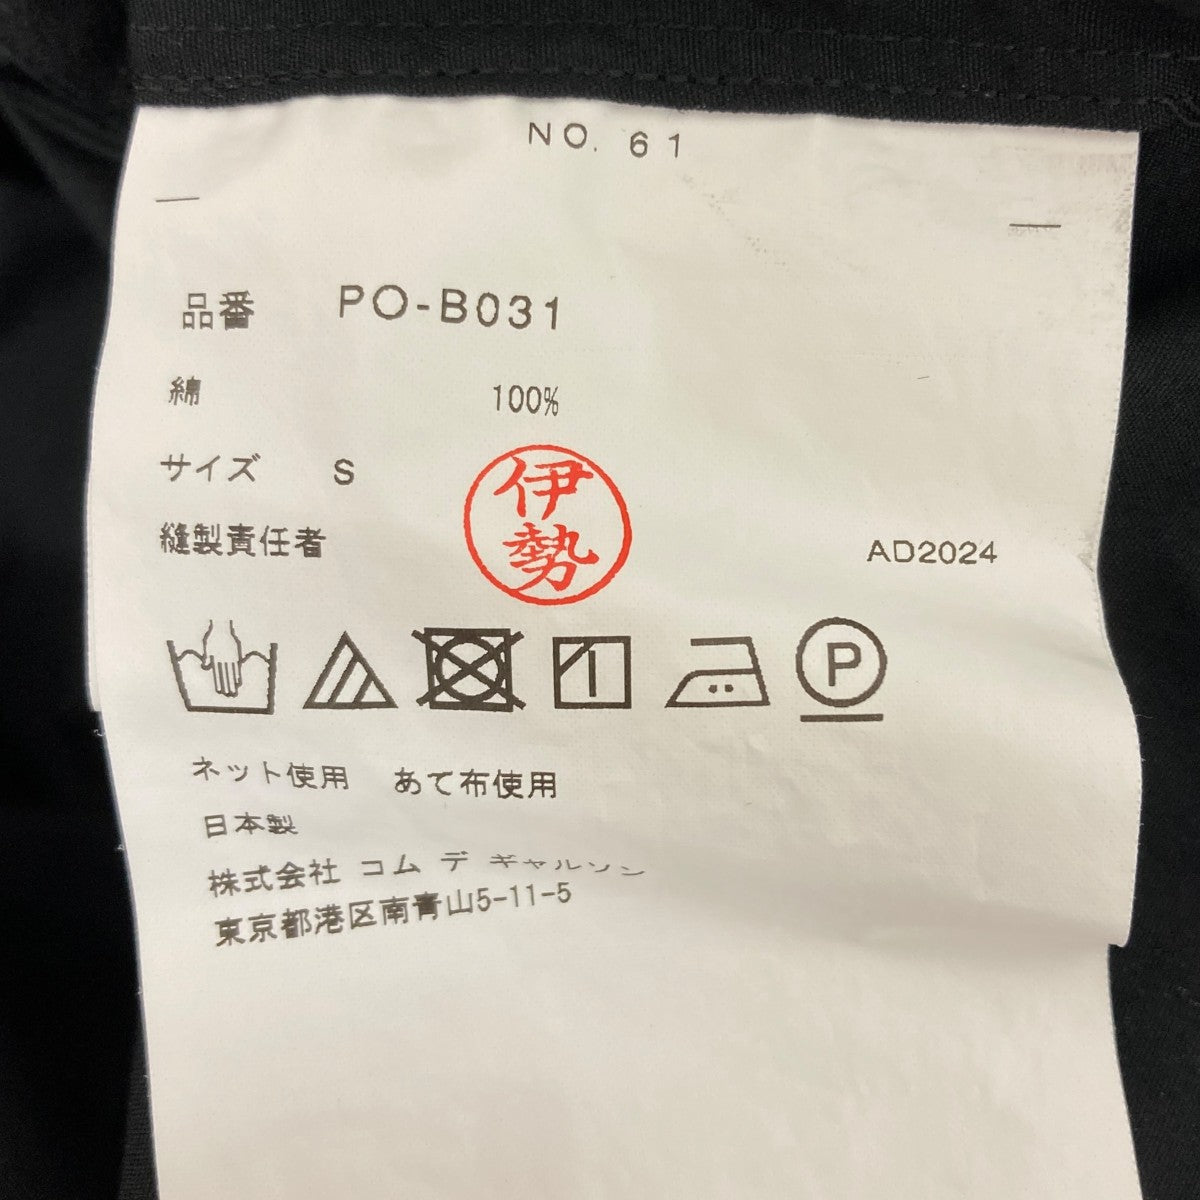 NO. 61
品番 PO-B031
綿 100%
サイズ S
伊勢
縫製責任者
AD2024
P
ネット使用 あて布使用
日本製
株式会社 コム デ ギャルソン
東京都港区南青山5-11-5